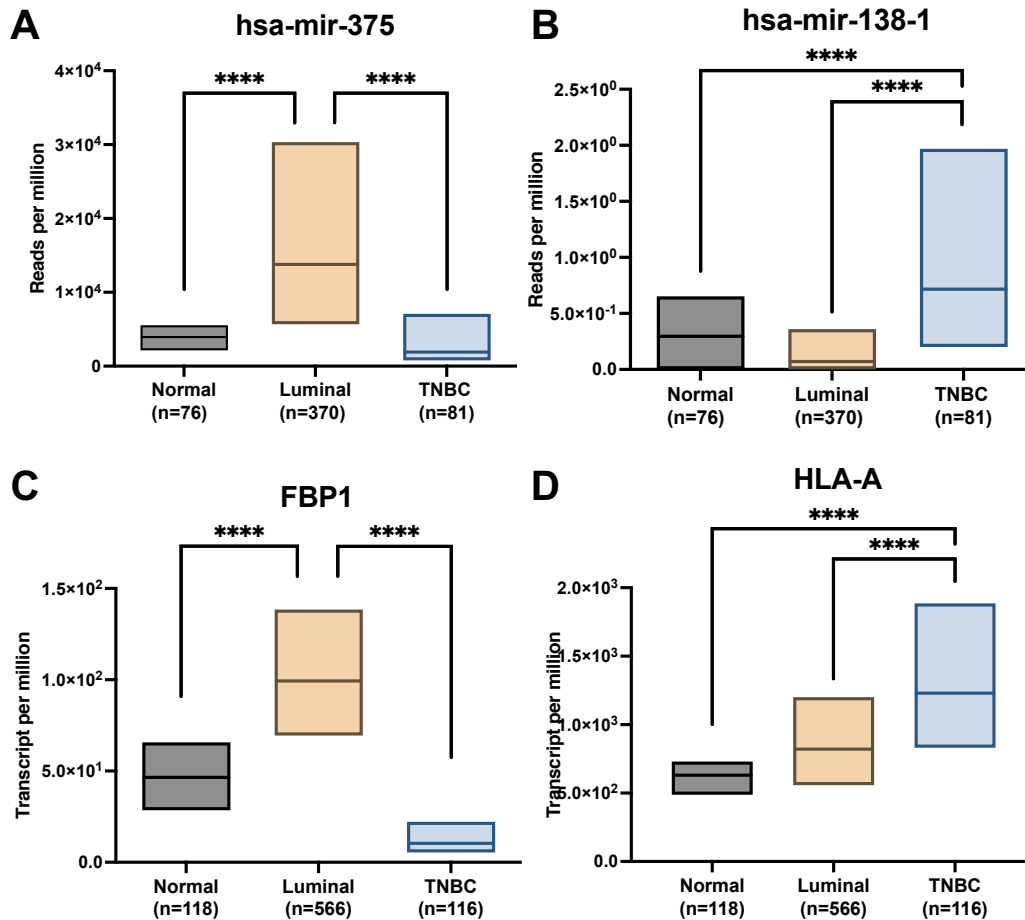 A
hsa-mir-375
Reads per million
4×10⁴
3×10⁴
2×10⁴
1×10⁴
0
****
****
Normal
(n=76)
Luminal
(n=370)
TNBC
(n=81)
B
hsa-mir-138-1
Reads per million
2.5×10⁰
2.0×10⁰
1.5×10⁰
1.0×10⁰
5.0×10⁻¹
0.0
****
****
Normal
(n=76)
Luminal
(n=370)
TNBC
(n=81)
C
FBP1
Transcript per million
1.5×10²
1.0×10²
5.0×10¹
0.0
****
****
Normal
(n=118)
Luminal
(n=566)
TNBC
(n=116)
D
HLA-A
Transcript per million
2.0×10³
1.5×10³
1.0×10³
5.0×10²
0.0
****
****
Normal
(n=118)
Luminal
(n=566)
TNBC
(n=116)